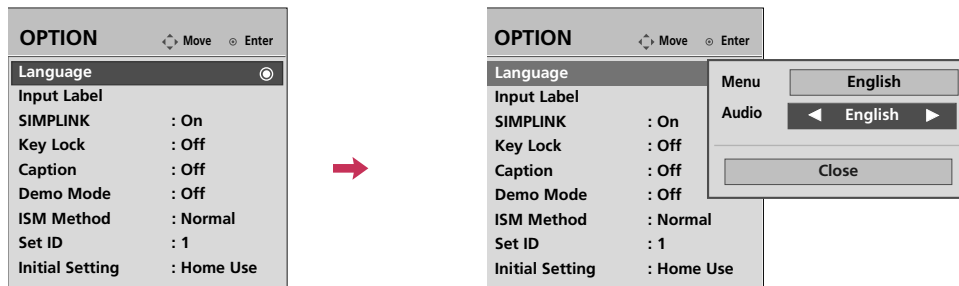 OPTION Move Enter
Language
Input Label
SIMPLINK : On
Key Lock : Off
Caption : Off
Demo Mode : Off
ISM Method : Normal
Set ID : 1
Initial Setting : Home Use
OPTION Move Enter
Language
Input Label
SIMPLINK : On
Key Lock : Off
Caption : Off
Demo Mode : Off
ISM Method : Normal
Set ID : 1
Initial Setting : Home Use
Menu English
Audio ◀ English ▶
Close